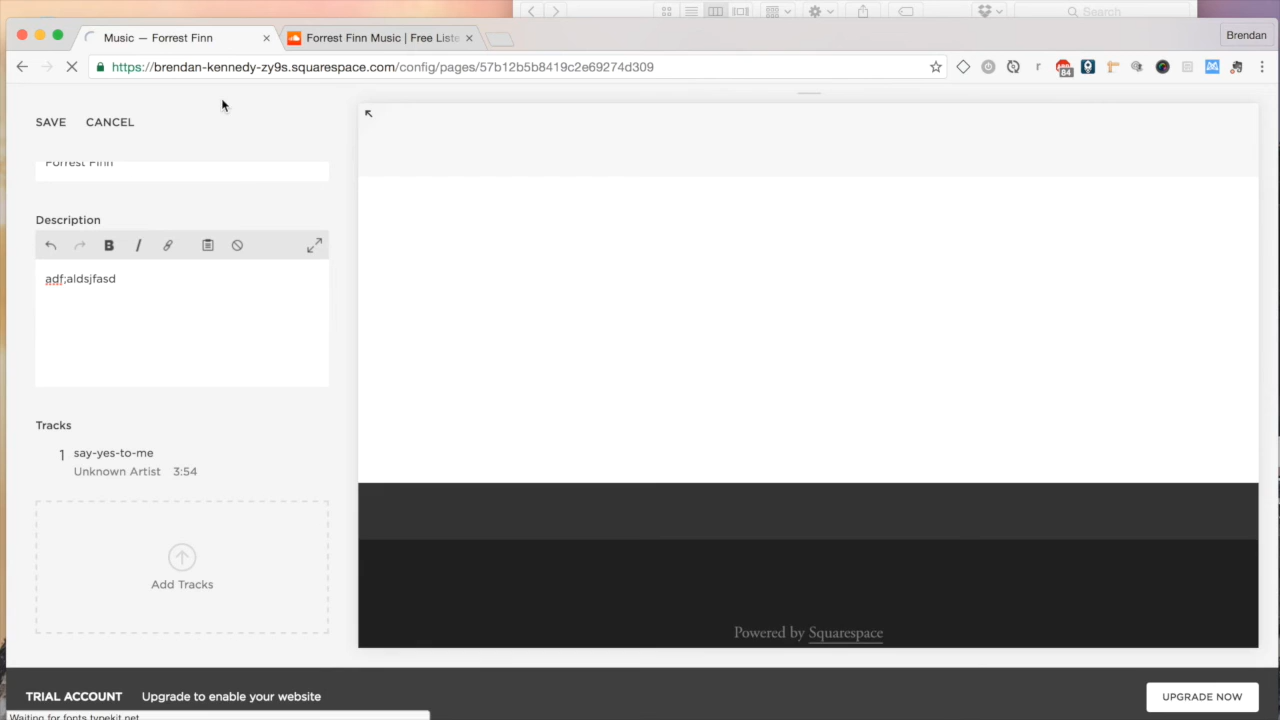 Search
Music — Forrest Finn
Forrest Finn Music | Free Liste
Brendan
https://brendan-kennedy-zy9s.squarespace.com/config/pages/57b12b5b8419c2e69274d309
r
84
SAVE CANCEL
Forrest Finn
Description
B I
adf;aldsjfasd
Tracks
1 say-yes-to-me
Unknown Artist 3:54
Add Tracks
Powered by Squarespace
TRIAL ACCOUNT Upgrade to enable your website
UPGRADE NOW
Waiting for fonts.typekit.net